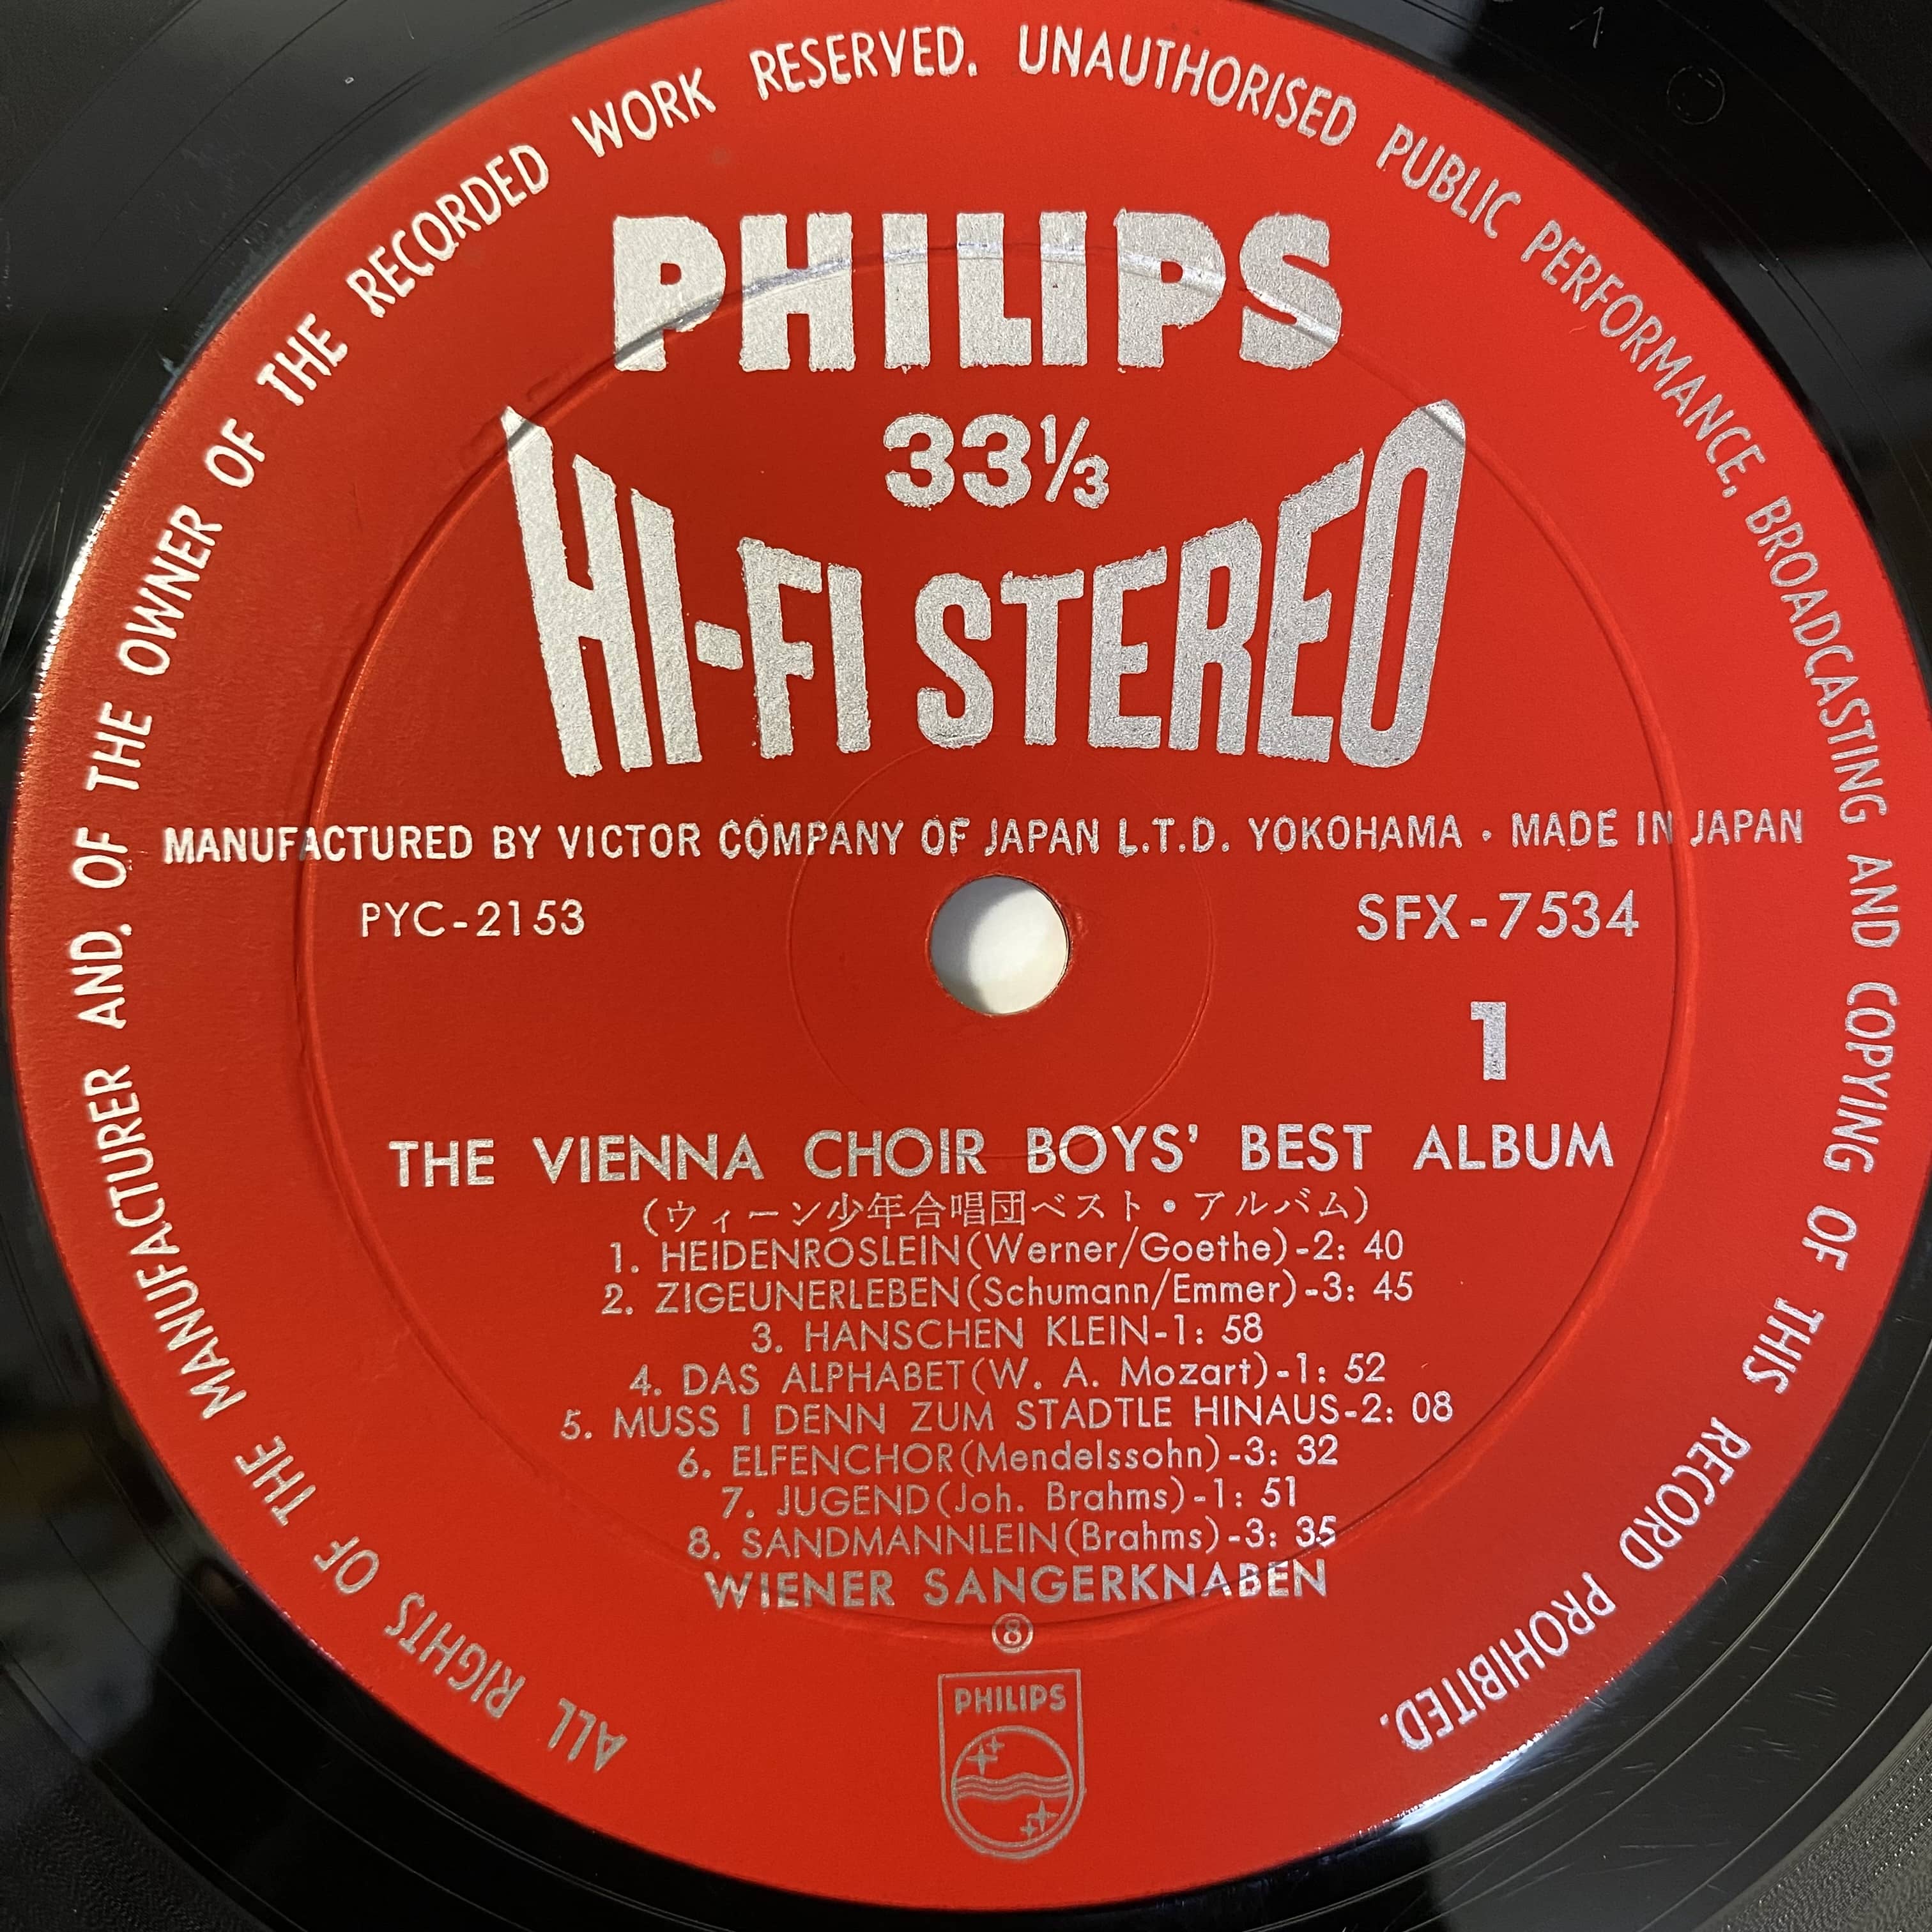 ALL RIGHTS OF THE MANUFACTURER AND. OF THE OWNER OF THE RECORDED WORK RESERVED. UNAUTHORISED PUBLIC PERFORMANCE, BROADCASTING AND COPYING OF THIS RECORD PROHIBITED.
PHILIPS
33⅓
HI-FI STEREO
MANUFACTURED BY VICTOR COMPANY OF JAPAN L.T.D. YOKOHAMA · MADE IN JAPAN
PYC-2153
SFX-7534
1
THE VIENNA CHOIR BOYS' BEST ALBUM
(ウィーン少年合唱団ベスト・アルバム)
1. HEIDENROSLEIN(Werner/Goethe)-2: 40
2. ZIGEUNERLEBEN(Schumann/Emmer)-3: 45
3. HANSCHEN KLEIN-1: 58
4. DAS ALPHABET(W. A. Mozart)-1: 52
5. MUSS I DENN ZUM STADTLE HINAUS-2: 08
6. ELFENCHOR(Mendelssohn)-3: 32
7. JUGEND(Joh. Brahms)-1: 51
8. SANDMANNLEIN(Brahms)-3: 35
WIENER SANGERKNABEN
⑧
PHILIPS